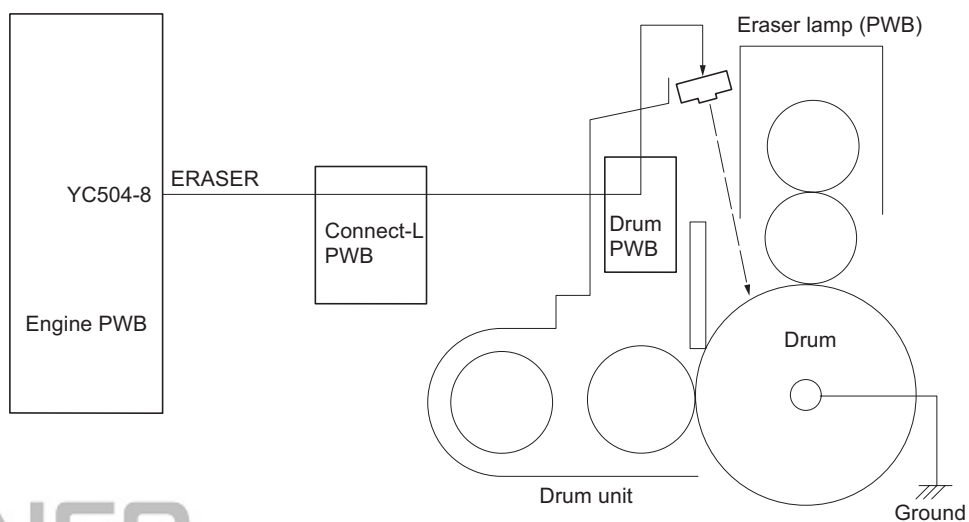 Eraser lamp (PWB)
YC504-8
ERASER
Connect-L
PWB
Drum
PWB
Engine PWB
Drum
Drum unit
Ground